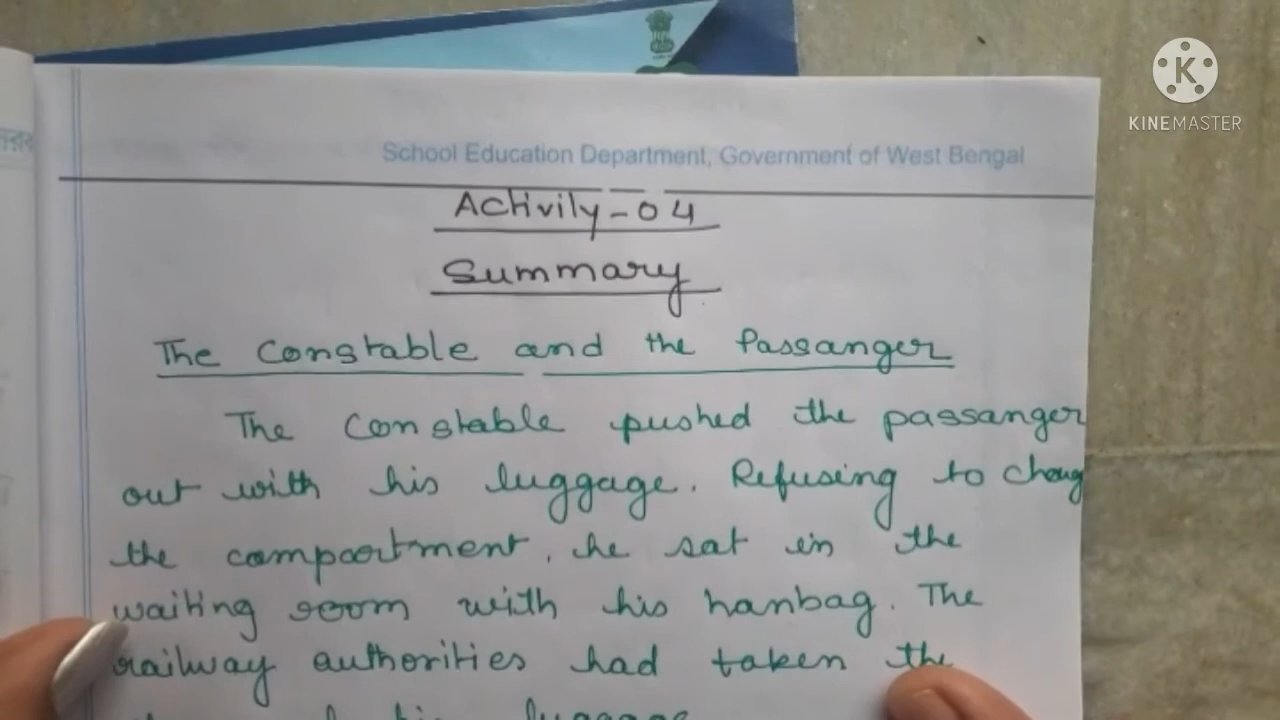 KINEMASTER
School Education Department, Government of West Bengal
Activily - 04
Summary
The Constable and the Passanger
The Constable pushed the passanger
out with his luggage. Refusing to
the compartment, he sat in the
waiting room with his hanbag. The
railway authorities had taken the
luggage